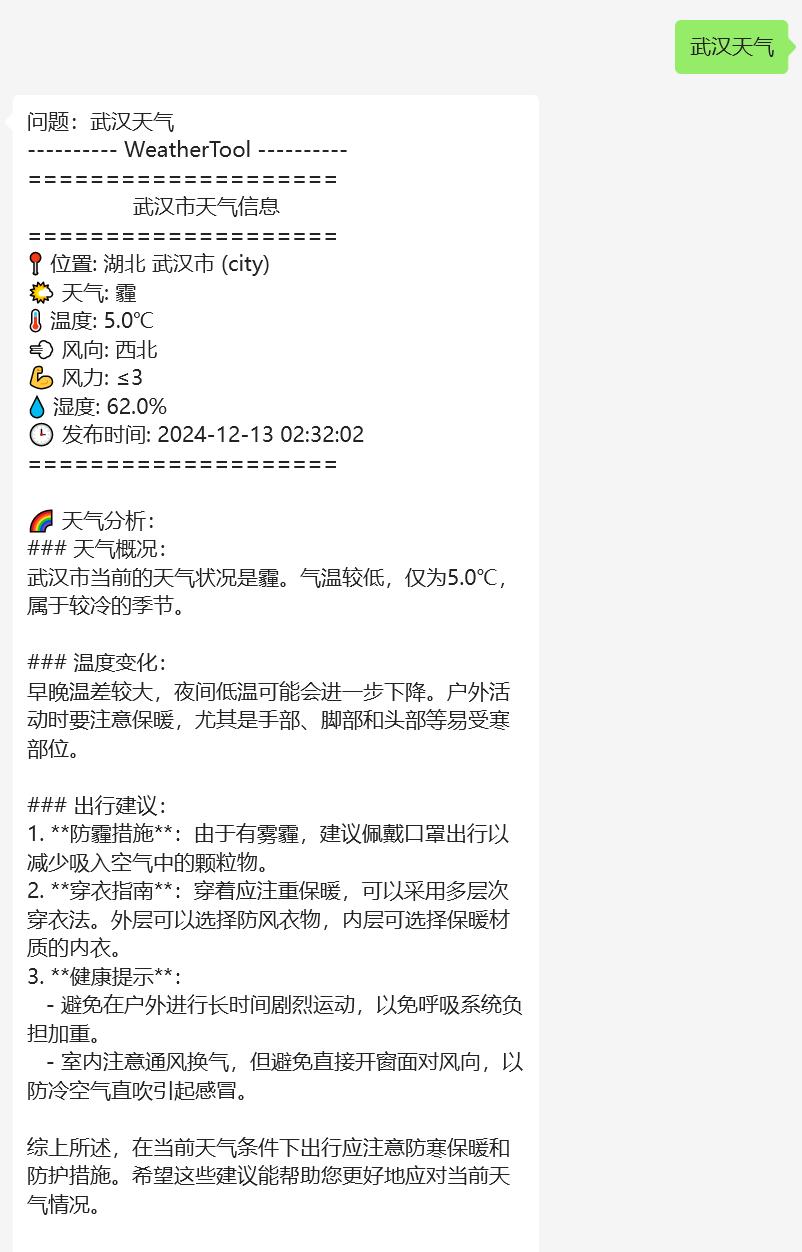 武汉天气
问题：武汉天气
---------- WeatherTool ----------
====================
武汉市天气信息
====================
📍 位置: 湖北 武汉市 (city)
🌤 天气: 霾
🌡 温度: 5.0℃
💨 风向: 西北
💪 风力: ≤3
💧 湿度: 62.0%
🕒 发布时间: 2024-12-13 02:32:02
====================
🌈 天气分析：
### 天气概况：
武汉市当前的天气状况是霾。气温较低，仅为5.0℃，
属于较冷的季节。
### 温度变化：
早晚温差较大，夜间低温可能会进一步下降。户外活
动时要注意保暖，尤其是手部、脚部和头部等易受寒
部位。
### 出行建议：
1. **防霾措施**：由于有雾霾，建议佩戴口罩出行以
减少吸入空气中的颗粒物。
2. **穿衣指南**：穿着应注重保暖，可以采用多层次
穿衣法。外层可以选择防风衣物，内层可选择保暖材
质的内衣。
3. **健康提示**：
- 避免在户外进行长时间剧烈运动，以免呼吸系统负
担加重。
- 室内注意通风换气，但避免直接开窗面对风向，以
防冷空气直吹引起感冒。
综上所述，在当前天气条件下出行应注意防寒保暖和
防护措施。希望这些建议能帮助您更好地应对当前天
气情况。